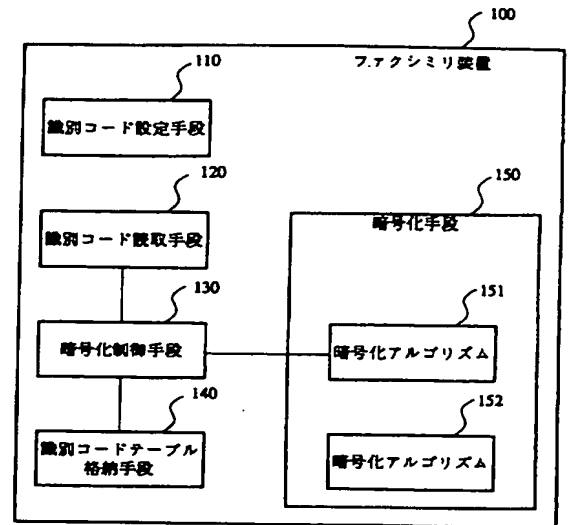 100
ファクシミリ装置
110
識別コード設定手段
120
識別コード読取手段
130
暗号化制御手段
140
識別コードテーブル
格納手段
150
暗号化手段
151
暗号化アルゴリズム
152
暗号化アルゴリズム